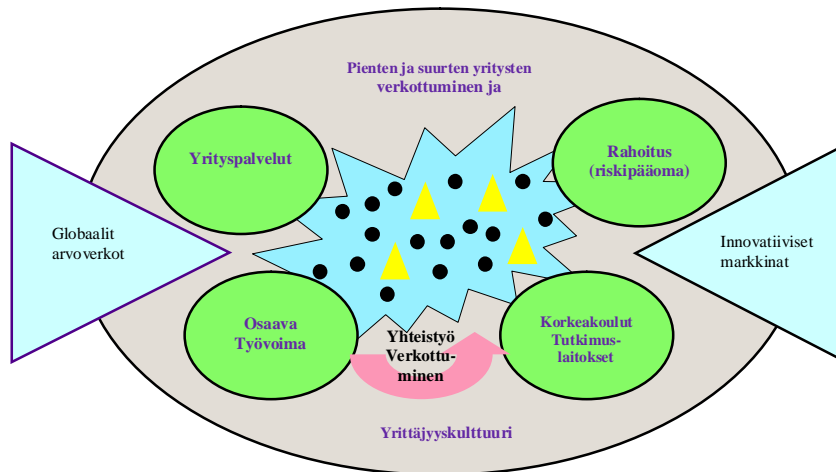 Pienten ja suurten yritysten
verkottuminen ja
Yrityspalvelut
Rahoitus
(riskipääoma)
Globaalit
arvoverkot
Innovatiiviset
markkinat
Osaava
Työvoima
Yhteistyö
Verkottu-
minen
Korkeakoulut
Tutkimus-
laitokset
Yrittäjyyskulttuuri